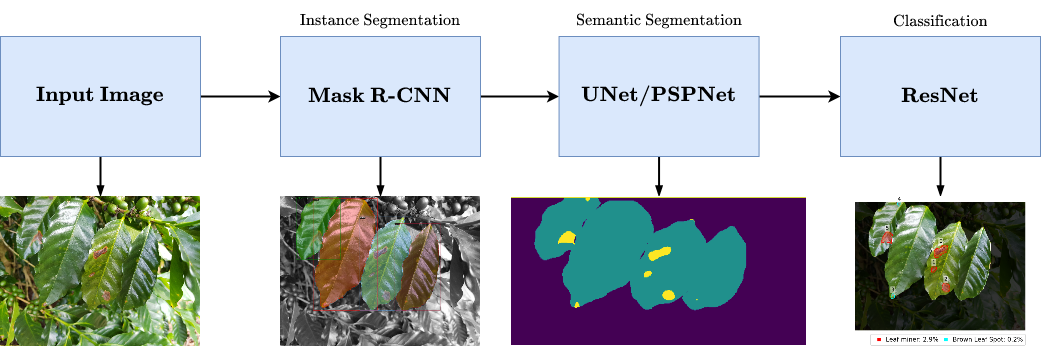 Instance Segmentation
Semantic Segmentation
Classification
Input Image
Mask R-CNN
UNet/PSPNet
ResNet
Leaf miner: 2.9%
Brown Leaf Spot: 0.2%